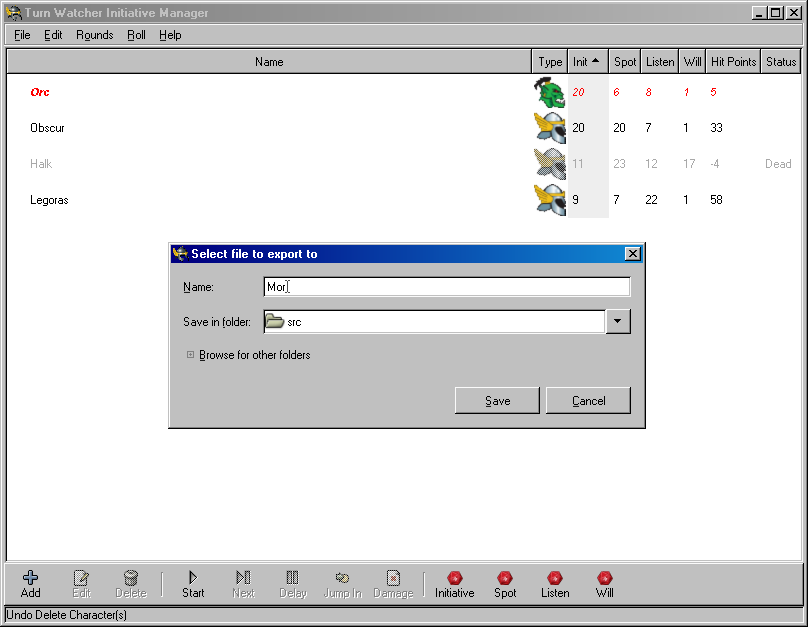 Turn Watcher Initiative Manager
File Edit Rounds Roll Help
Name Type Init Spot Listen Will Hit Points Status
Orc 20 6 8 1 5
Obscur 20 20 7 1 33
Halk 11 23 12 17 -4 Dead
Legoras 9 7 22 1 58
Select file to export to
Name: Mor
Save in folder: src
Browse for other folders
Save Cancel
Add Edit Delete Start Next Delay Jump In Damage Initiative Spot Listen Will
Undo Delete Character(s)